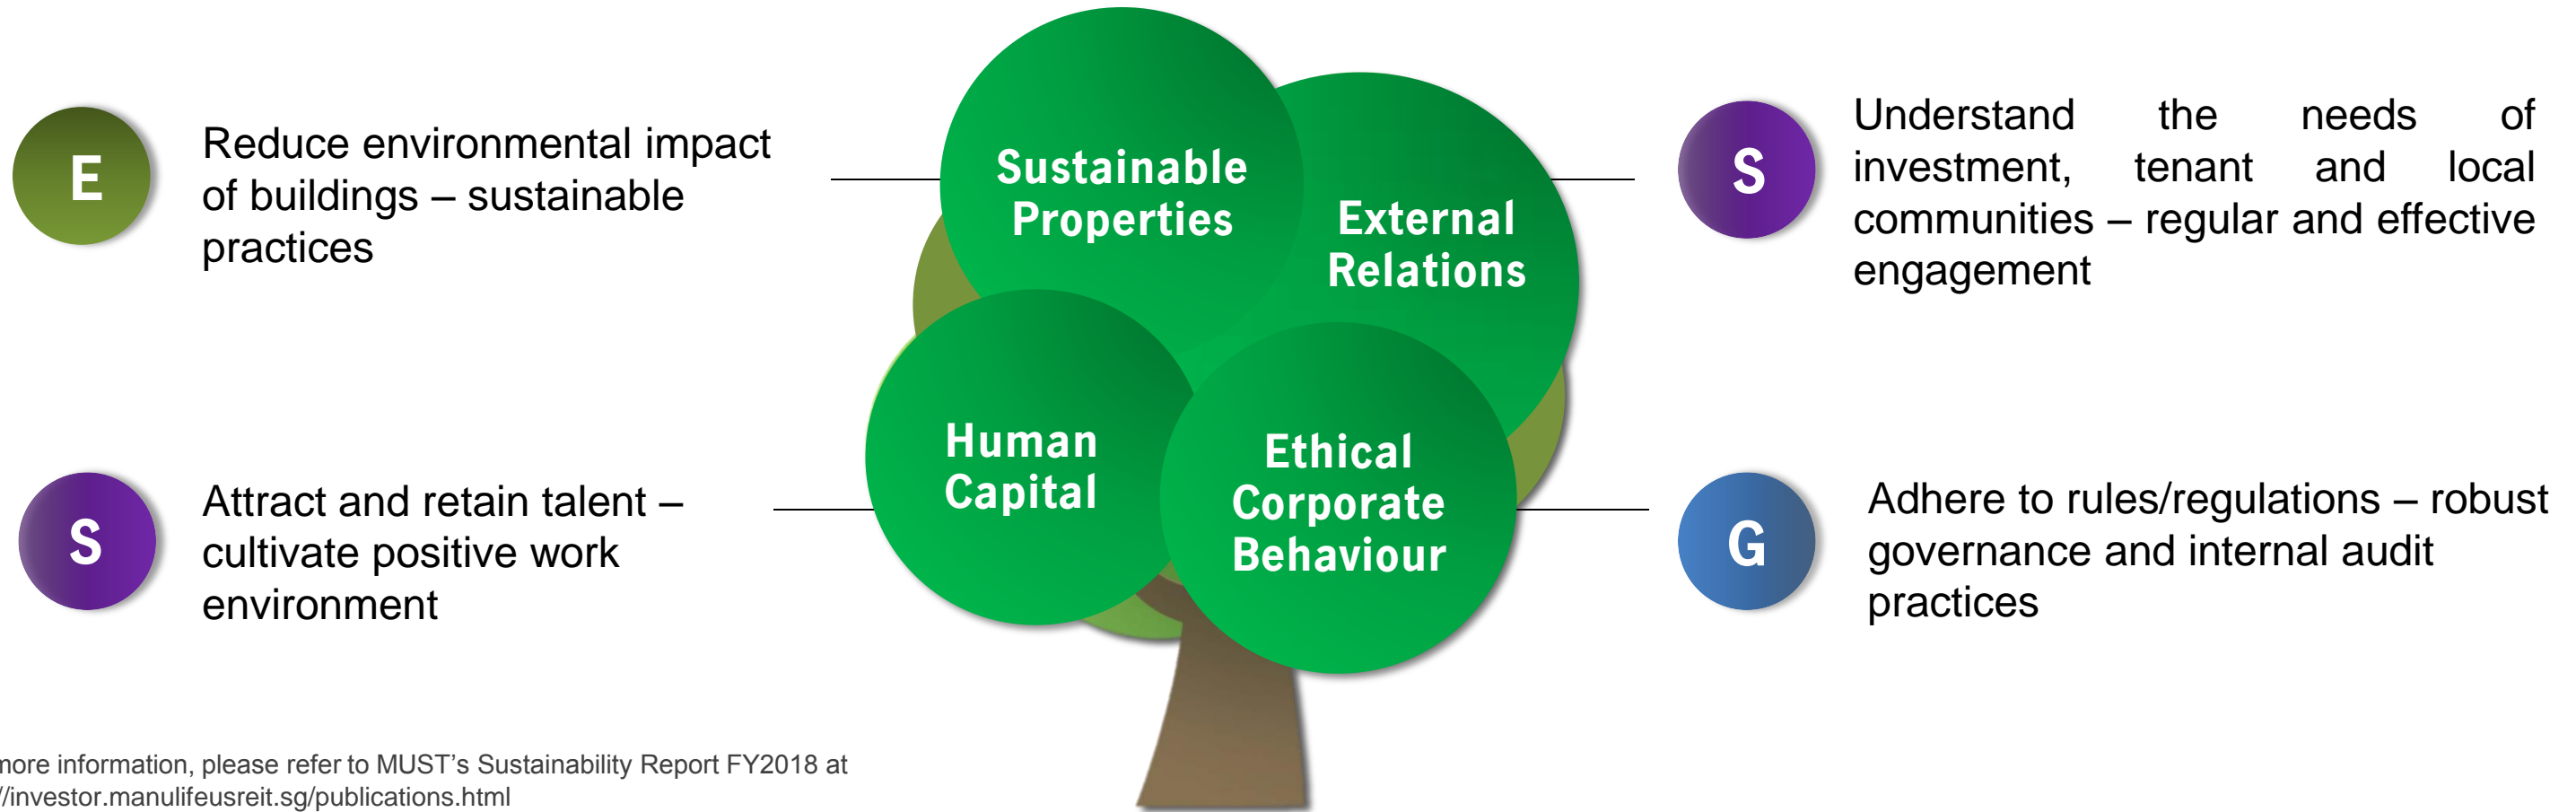 E
Reduce environmental impact
of buildings – sustainable
practices
Sustainable
Properties
External
Relations
S
Understand the needs of
investment, tenant and local
communities – regular and effective
engagement
S
Attract and retain talent –
cultivate positive work
environment
Human
Capital
Ethical
Corporate
Behaviour
G
Adhere to rules/regulations – robust
governance and internal audit
practices
more information, please refer to MUST's Sustainability Report FY2018 at
//investor.manulifeusreit.sg/publications.html